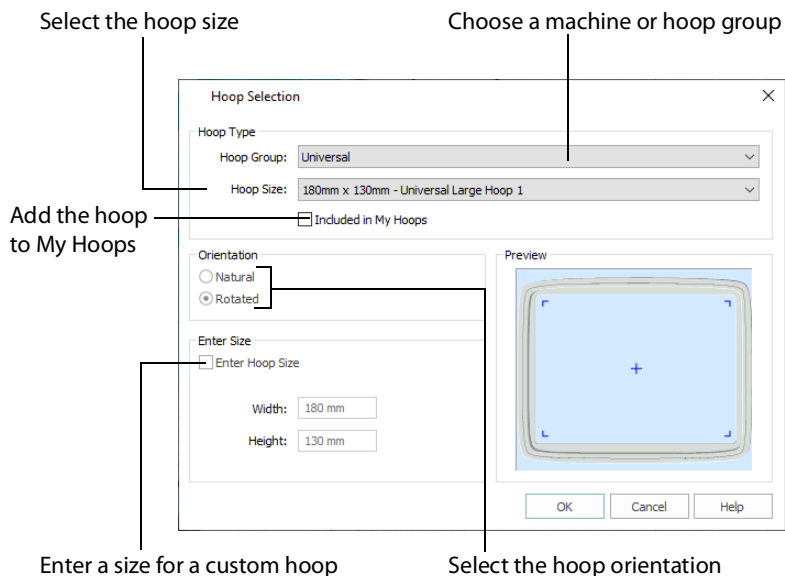 Select the hoop size
Choose a machine or hoop group
Hoop Selection
Hoop Type
Hoop Group: Universal
Hoop Size: 180mm x 130mm - Universal Large Hoop 1
Add the hoop
to My Hoops
Included in My Hoops
Orientation
Natural
Rotated
Preview
Enter Size
Enter Hoop Size
Width: 180 mm
Height: 130 mm
OK Cancel Help
Enter a size for a custom hoop
Select the hoop orientation